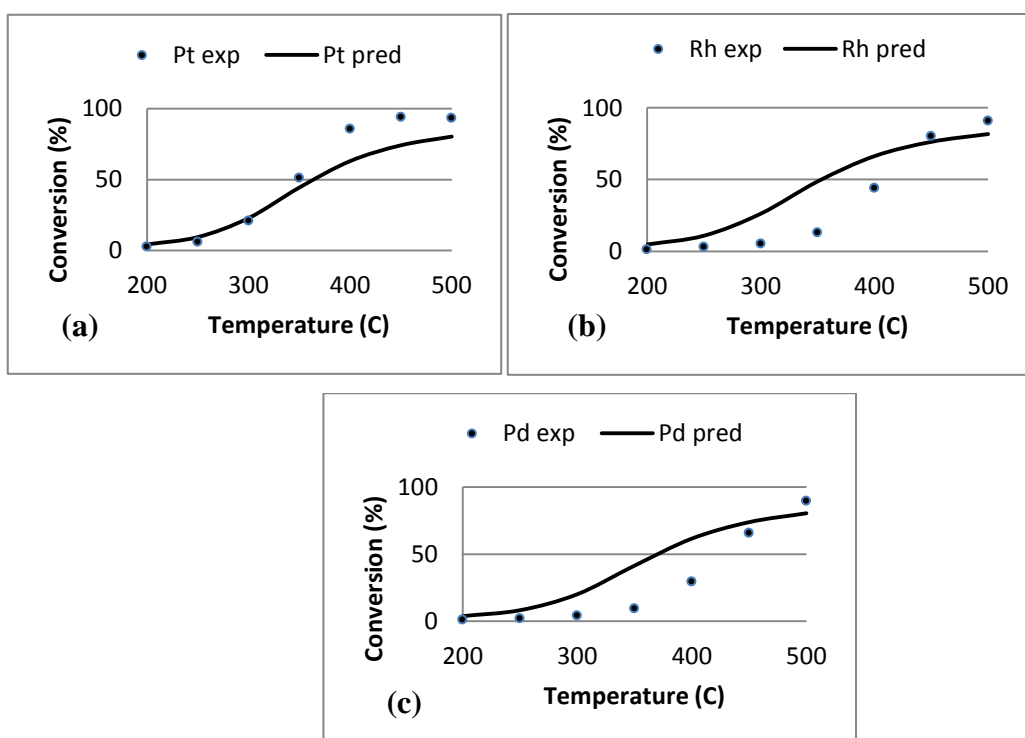 Pt exp Pt pred
100
50
0
200 300 400 500
Conversion (%)
Temperature (C)
(a)
Rh exp Rh pred
100
50
0
200 300 400 500
Conversion (%)
Temperature (C)
(b)
Pd exp Pd pred
100
50
0
200 300 400 500
Conversion (%)
Temperature (C)
(c)